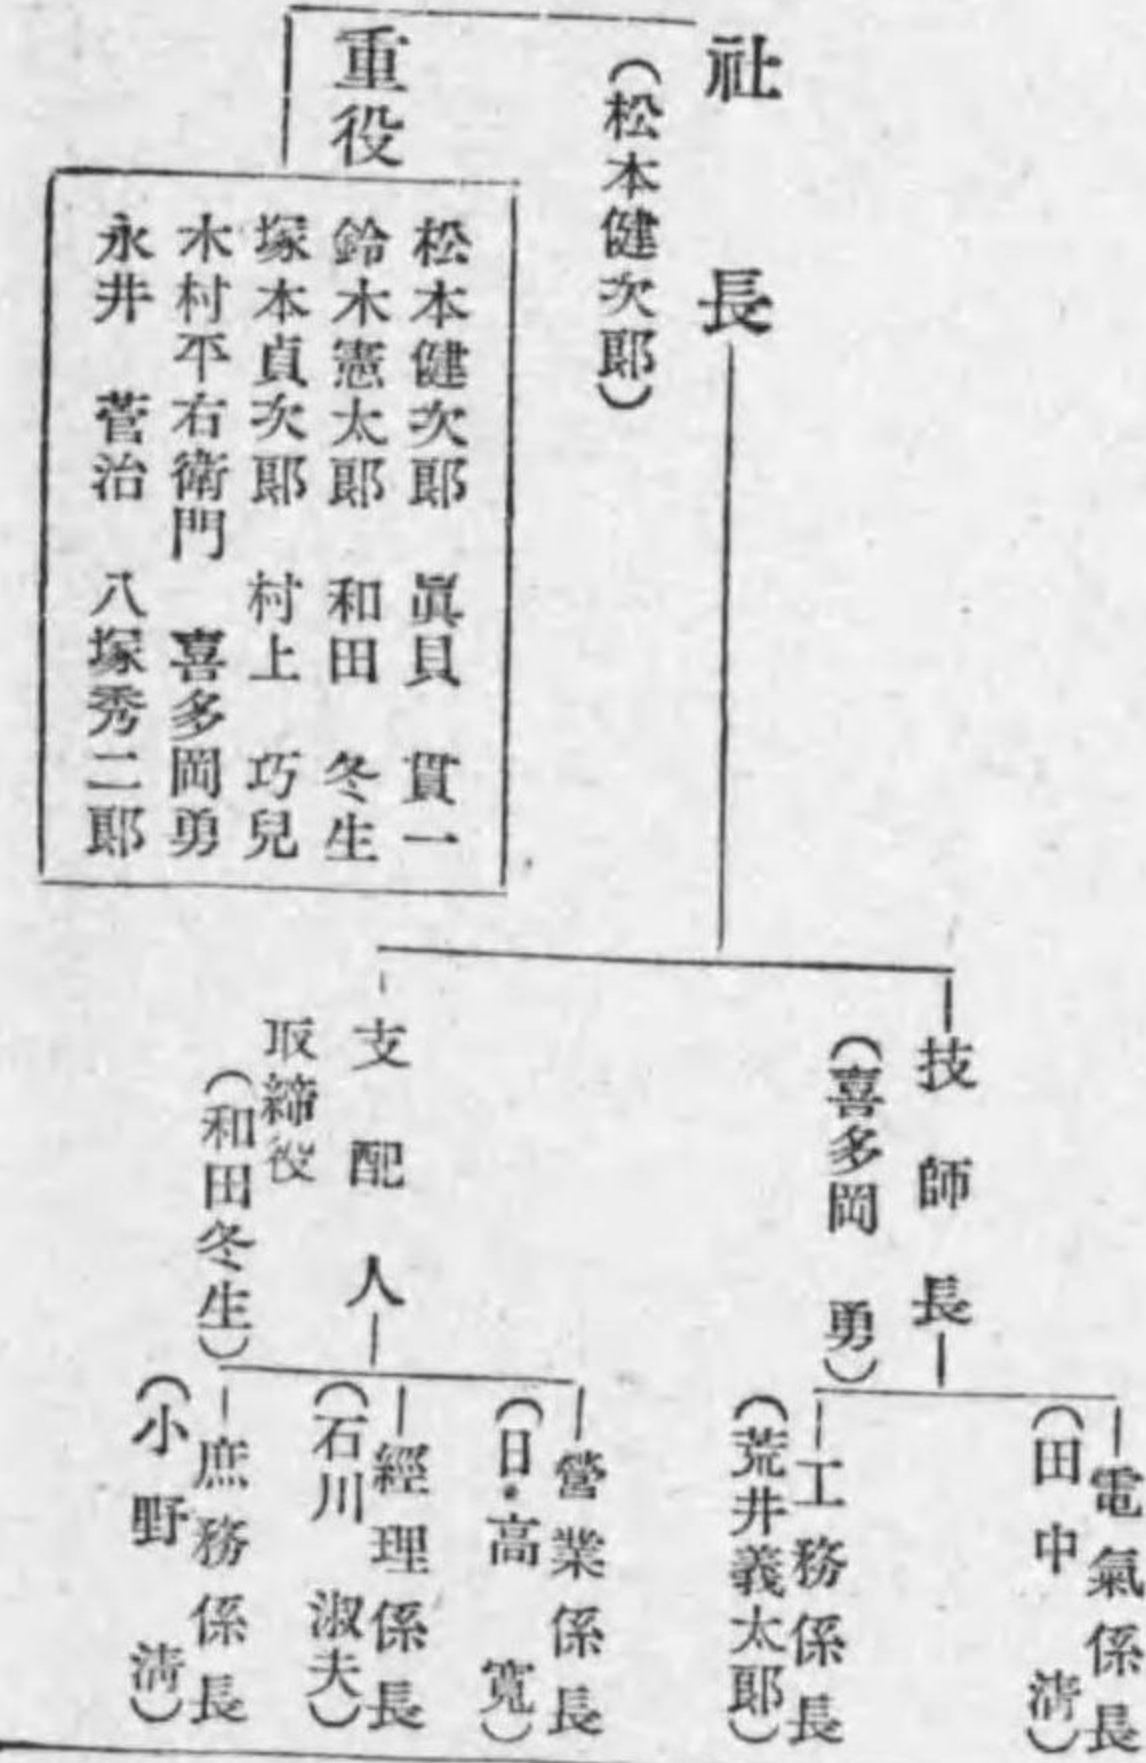 社長
(松本健次郎)
重役
松本健次郎 眞貝 貫一
鈴木憲太郎 和田 冬生
塚本貞次郎 村上 巧兒
木村平右衛門 喜多岡勇
永井 菅治 八塚秀二郎
技師長
(喜多岡 勇)
電氣係長
(田中 淸)
工務係長
(荒井義太郎)
支配人
取締役
(和田冬生)
營業係長
(日高 寬)
經理係長
(石川 淑夫)
庶務係長
(小野 淸)